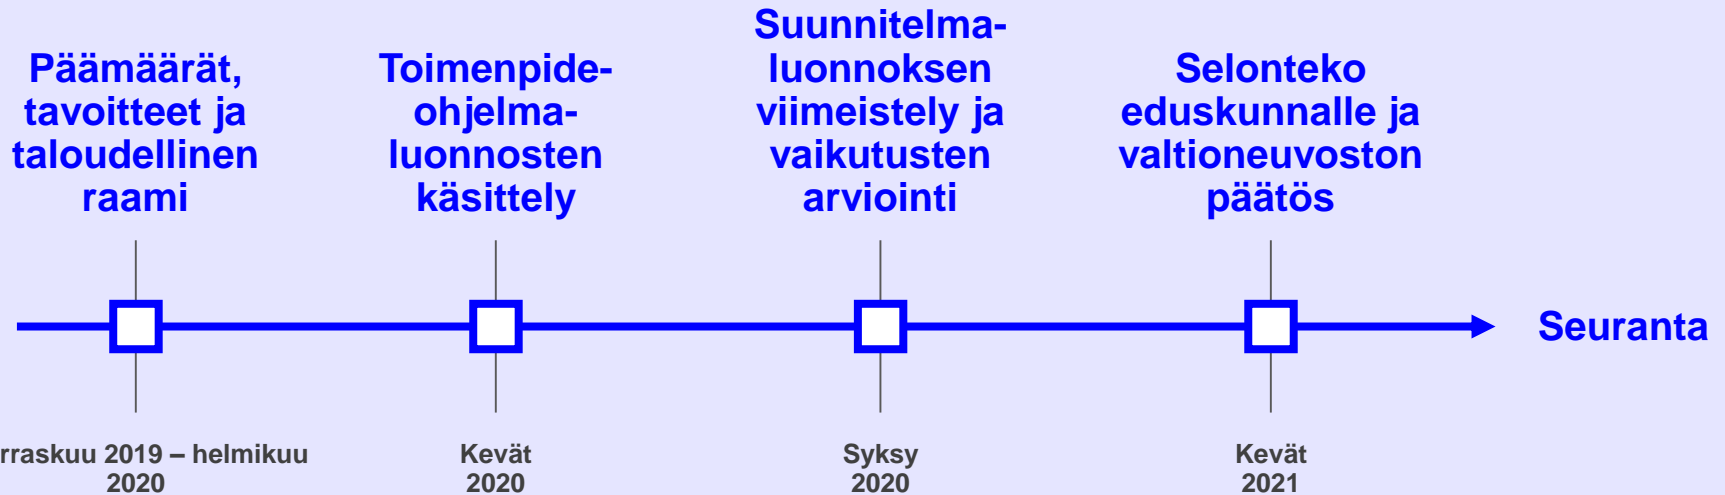 Päämäärät,
tavoitteet ja
taloudellinen
raami
Toimenpide-
ohjelma-
luonnosten
käsittely
Suunnitelma-
luonnoksen
viimeistely ja
vaikutusten
arviointi
Selonteko
eduskunnalle ja
valtioneuvoston
päätös
Seuranta
rraskuu 2019 – helmikuu
2020
Kevät
2020
Syksy
2020
Kevät
2021